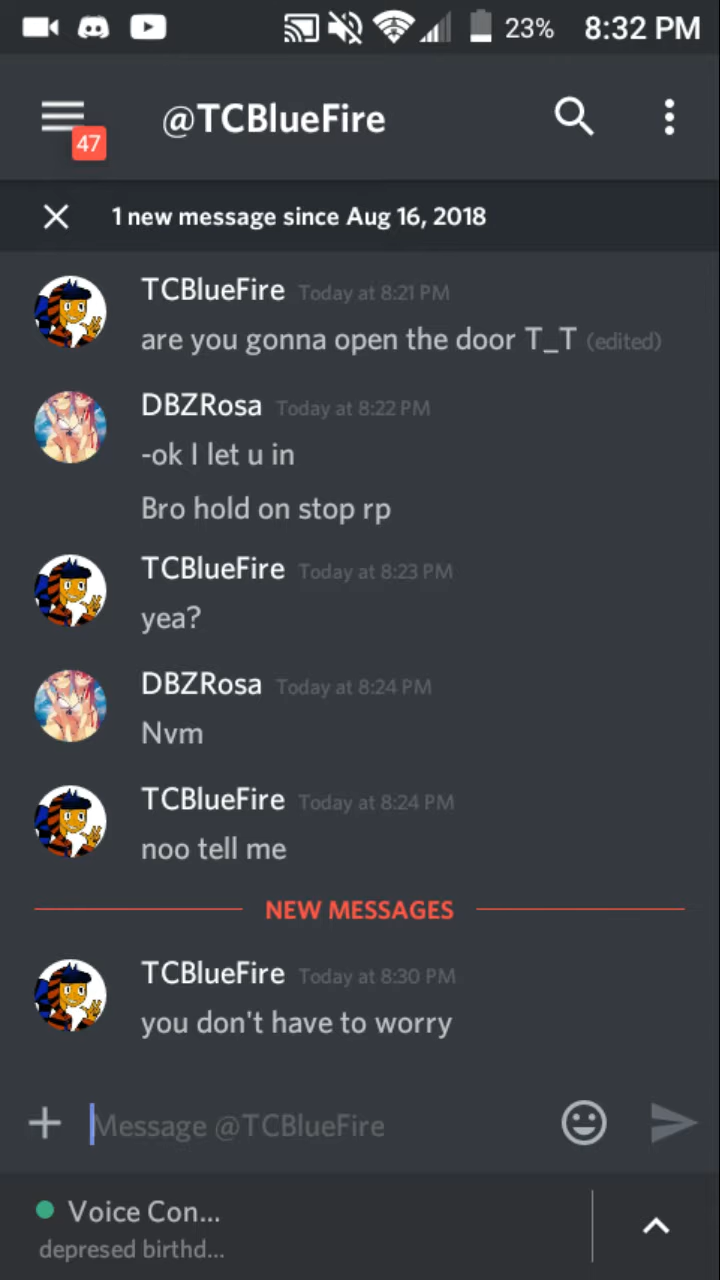 23% 8:32 PM
@TCBlueFire
47
1 new message since Aug 16, 2018
TCBlueFire Today at 8:21 PM
are you gonna open the door T_T (edited)
DBZRosa Today at 8:22 PM
-ok I let u in
Bro hold on stop rp
TCBlueFire Today at 8:23 PM
yea?
DBZRosa Today at 8:24 PM
Nvm
TCBlueFire Today at 8:24 PM
noo tell me
NEW MESSAGES
TCBlueFire Today at 8:30 PM
you don't have to worry
Message @TCBlueFire
Voice Con...
depresed birthd...